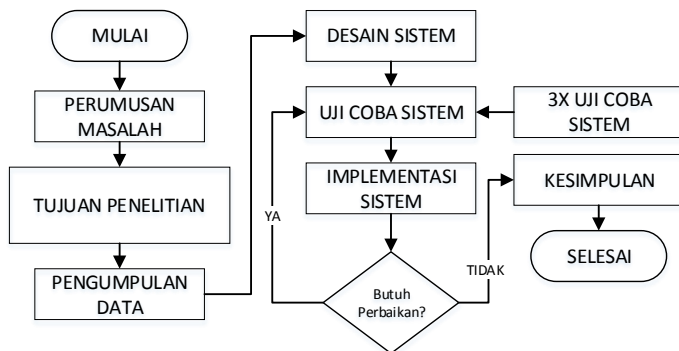 MULAI
PERUMUSAN
MASALAH
TUJUAN PENELITIAN
PENGUMPULAN
DATA
DESAIN SISTEM
UJI COBA SISTEM
3X UJI COBA
SISTEM
IMPLEMENTASI
SISTEM
YA
Butuh
Perbaikan?
TIDAK
KESIMPULAN
SELESAI